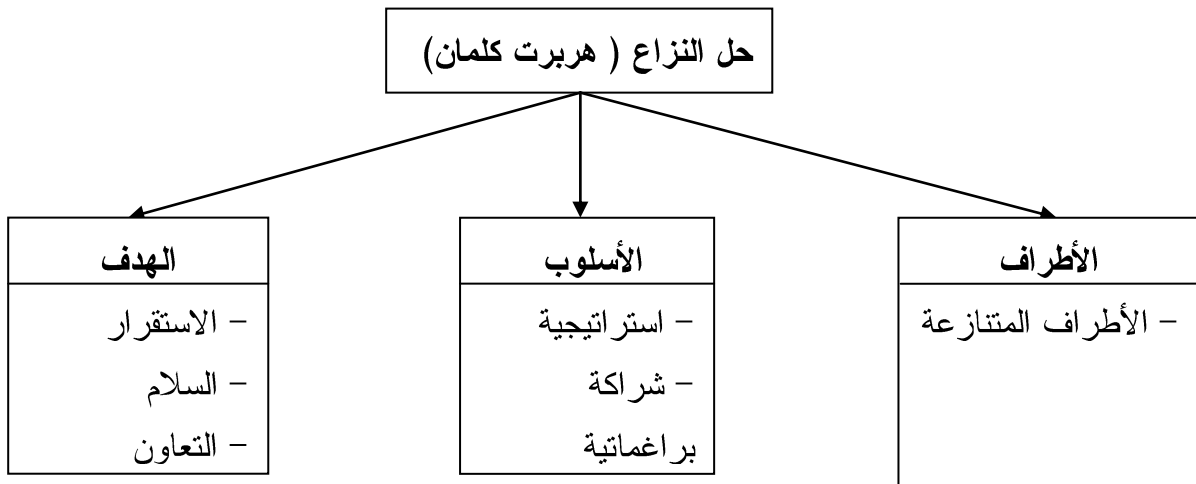 حل النزاع ( هربرت كلمان)
الأطراف
– الأطراف المتنازعة
الأسلوب
– استراتيجية
– شراكة
براغماتية
الهدف
– الاستقرار
– السلام
– التعاون